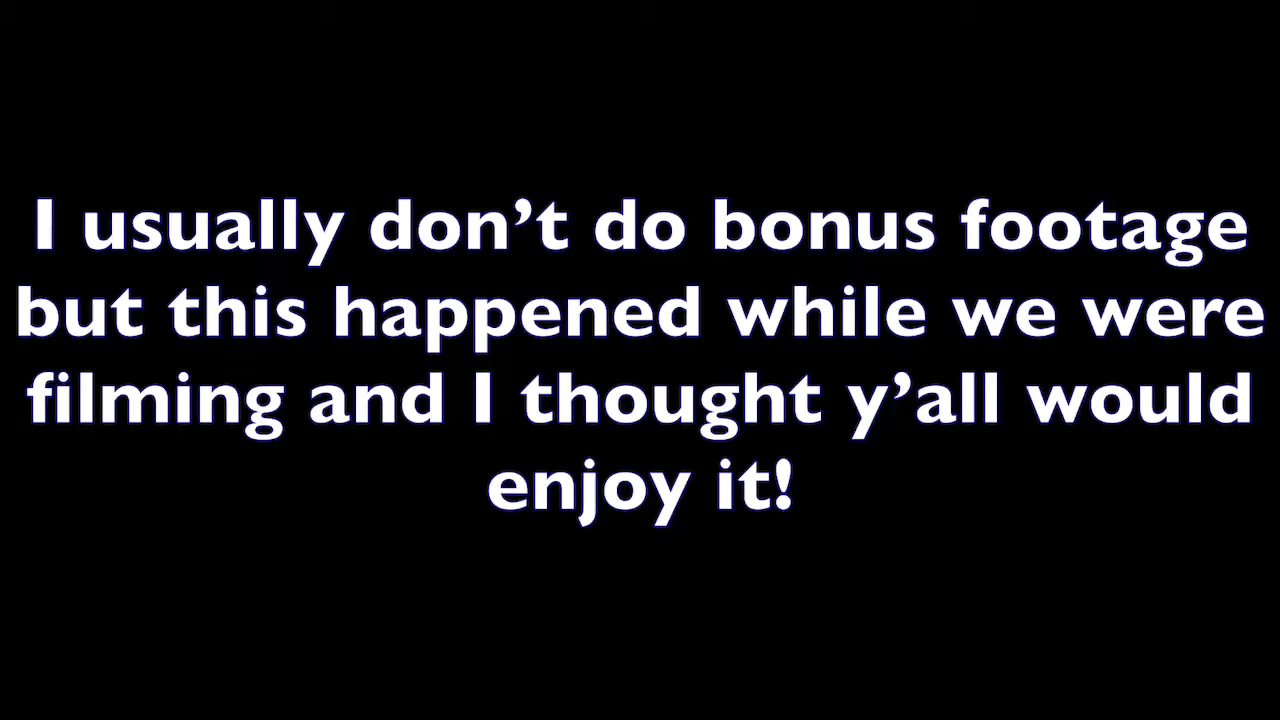 I usually don’t do bonus footage
but this happened while we were
filming and I thought y’all would
enjoy it!